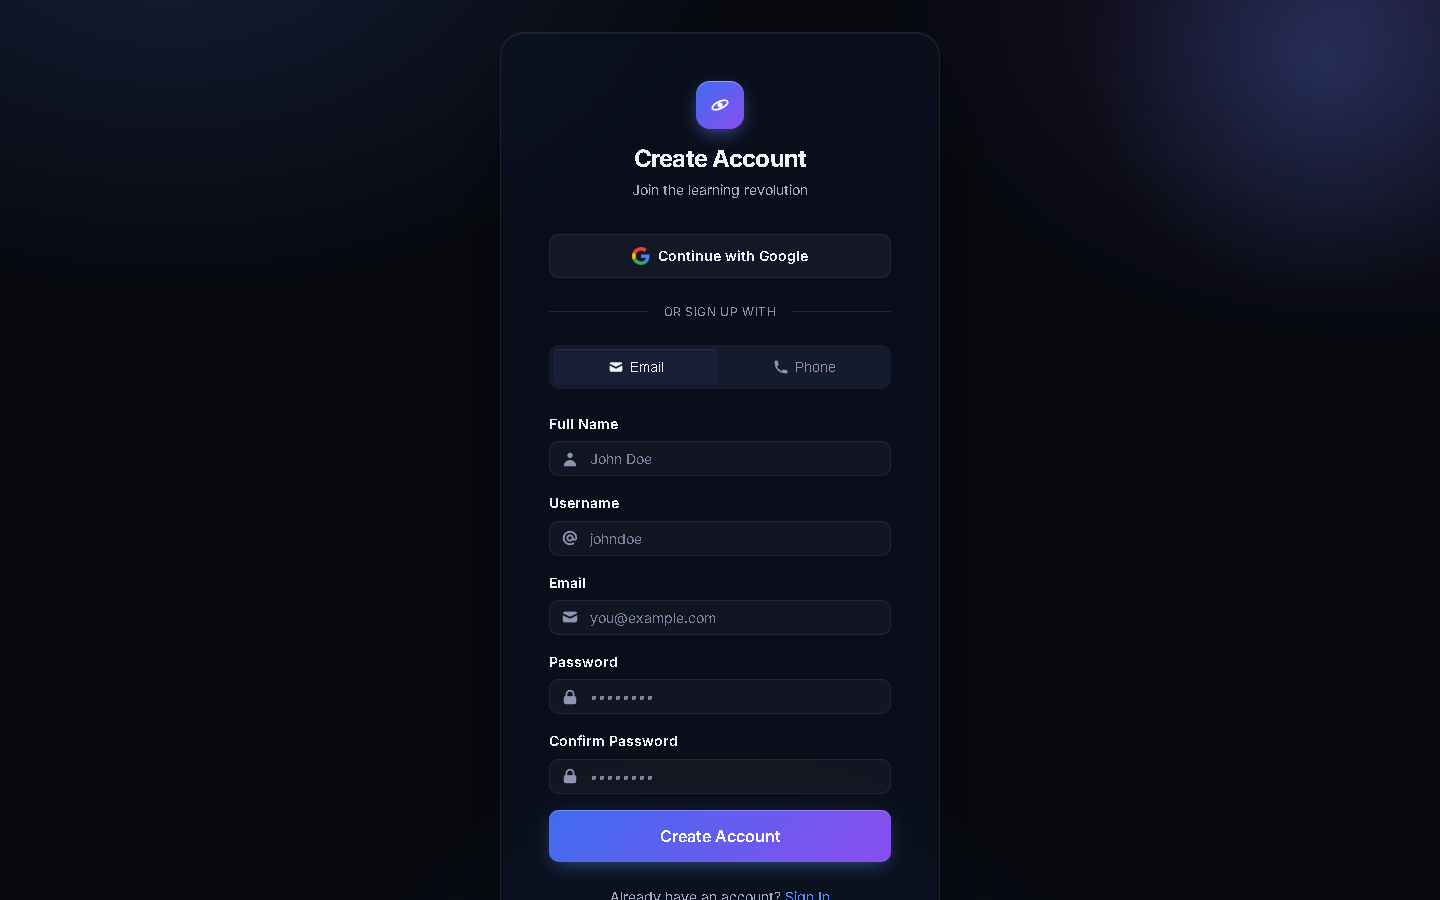 Create Account
Join the learning revolution
Continue with Google
OR SIGN UP WITH
Email
Phone
Full Name
John Doe
Username
johndoe
Email
you@example.com
Password
••••••••
Confirm Password
••••••••
Create Account
Already have an account? Sign In